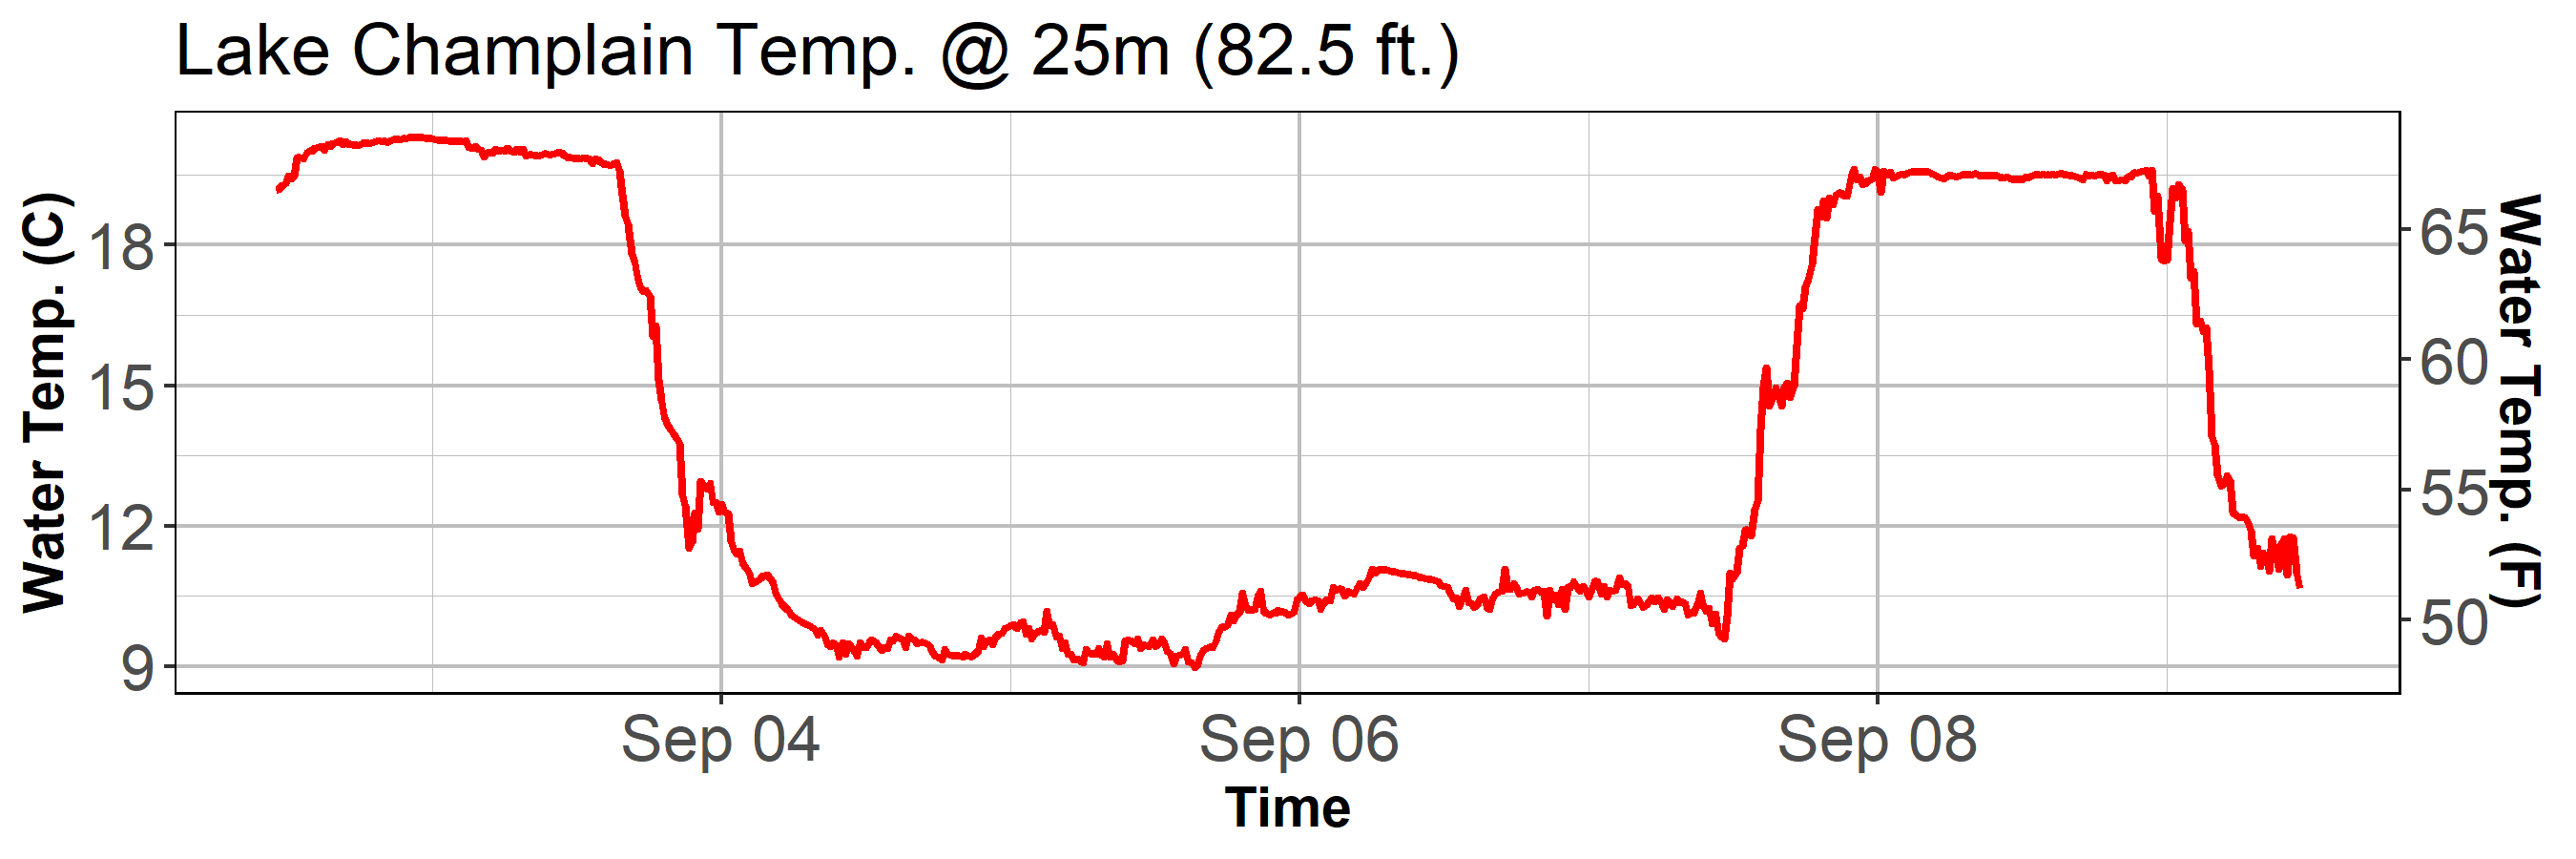 Lake Champlain Temp. @ 25m (82.5 ft.)
Water Temp. (C)
18
15
12
9
65
60
55
50
Water Temp. (F)
Sep 04 Sep 06 Sep 08
Time